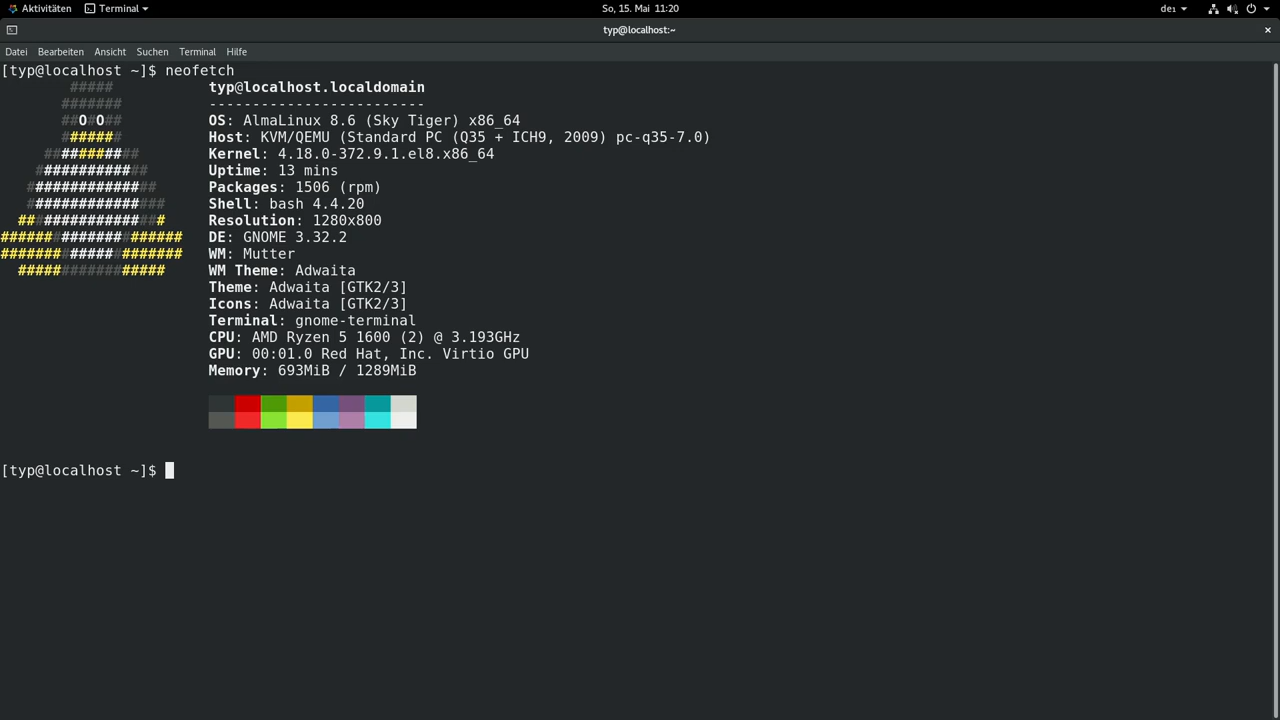 Aktivitäten Terminal So, 15. Mai 11:20 de1
typ@localhost:~
Datei Bearbeiten Ansicht Suchen Terminal Hilfe
[typ@localhost ~]$ neofetch
##### typ@localhost.localdomain
####### -------------------------
##O#O## OS: AlmaLinux 8.6 (Sky Tiger) x86_64
####### Host: KVM/QEMU (Standard PC (Q35 + ICH9, 2009) pc-q35-7.0)
########### Kernel: 4.18.0-372.9.1.el8.x86_64
############# Uptime: 13 mins
############### Packages: 1506 (rpm)
################ Shell: bash 4.4.20
################# Resolution: 1280x800
##################### DE: GNOME 3.32.2
##################### WM: Mutter
################# WM Theme: Adwaita
Theme: Adwaita [GTK2/3]
Icons: Adwaita [GTK2/3]
Terminal: gnome-terminal
CPU: AMD Ryzen 5 1600 (2) @ 3.193GHz
GPU: 00:01.0 Red Hat, Inc. Virtio GPU
Memory: 693MiB / 1289MiB
[typ@localhost ~]$